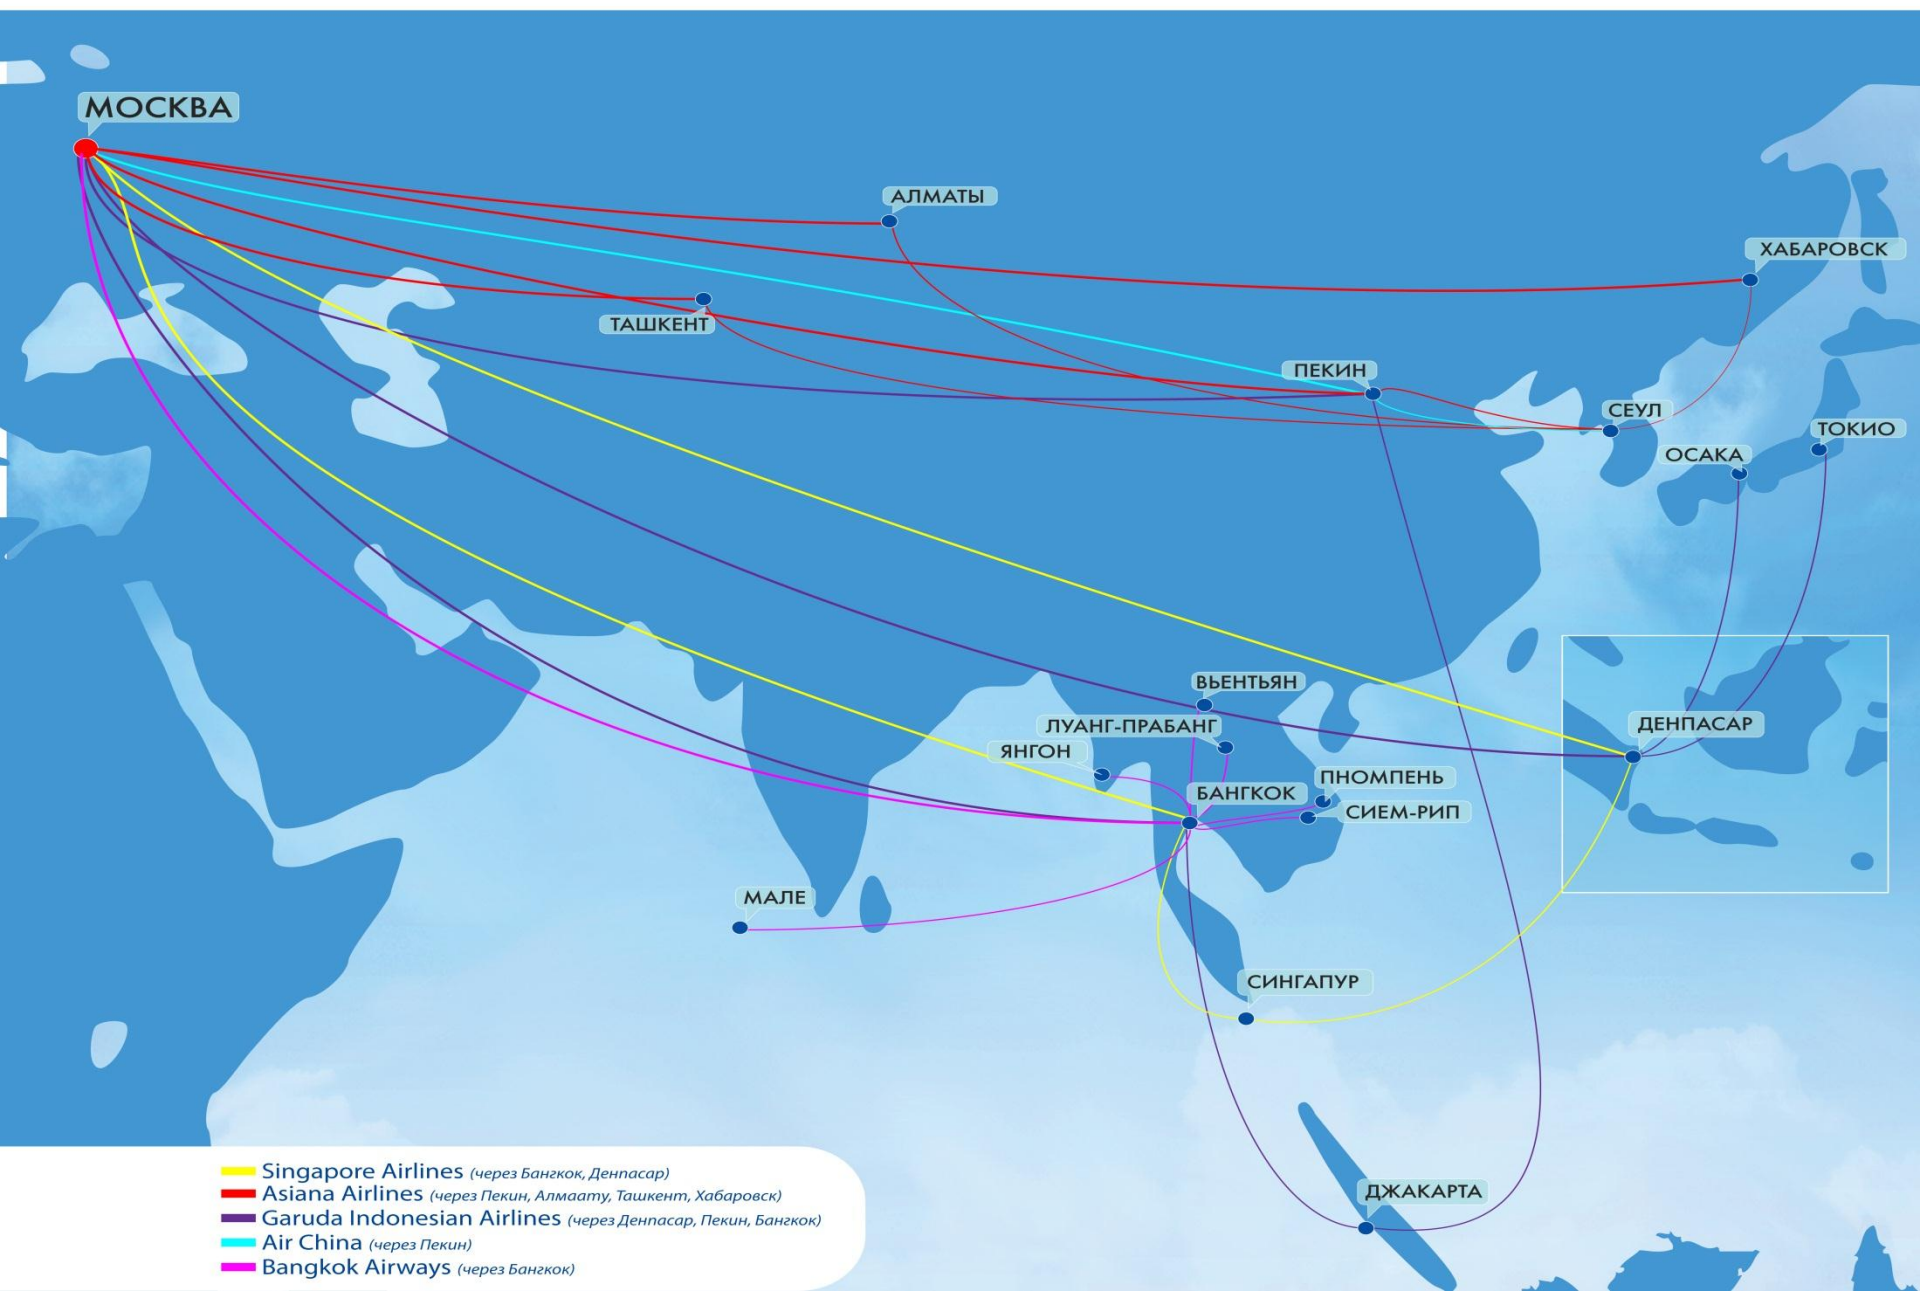 МОСКВА
АЛМАТЫ
ХАБАРОВСК
ТАШКЕНТ
ПЕКИН
СЕУЛ
ТОКИО
ОСАКА
ВЬЕНТЬЯН
ЛУАНГ-ПРАБАНГ
ДЕНПАСАР
ЯНГОН
ПНОМПЕНЬ
БАНГКОК
СИЕМ-РИП
МАЛЕ
СИНГАПУР
ДЖАКАРТА
Singapore Airlines (через Бангкок, Денпасар)
Asiana Airlines (через Пекин, Алмаату, Ташкент, Хабаровск)
Garuda Indonesian Airlines (через Денпасар, Пекин, Бангкок)
Air China (через Пекин)
Bangkok Airways (через Бангкок)